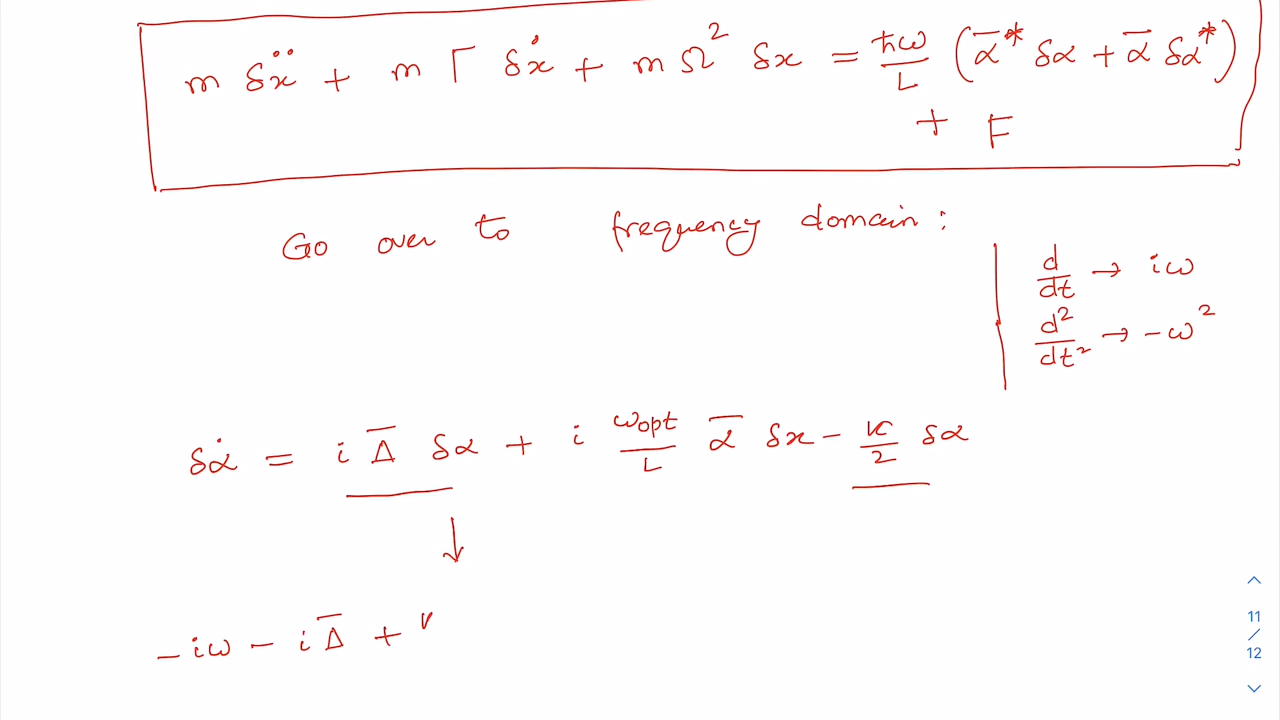 m δẍ + m Γ δẋ + m Ω² δx = ħω/L (ᾱ* δα + ᾱ δα*)
+ F
Go over to frequency domain:
d/dt → iω
d²/dt² → -ω²
δα̇ = i Δ̄ δα + i ω_opt/L ᾱ δx - κ/2 δα
↓
-iω - i Δ̄ +
11
/
12